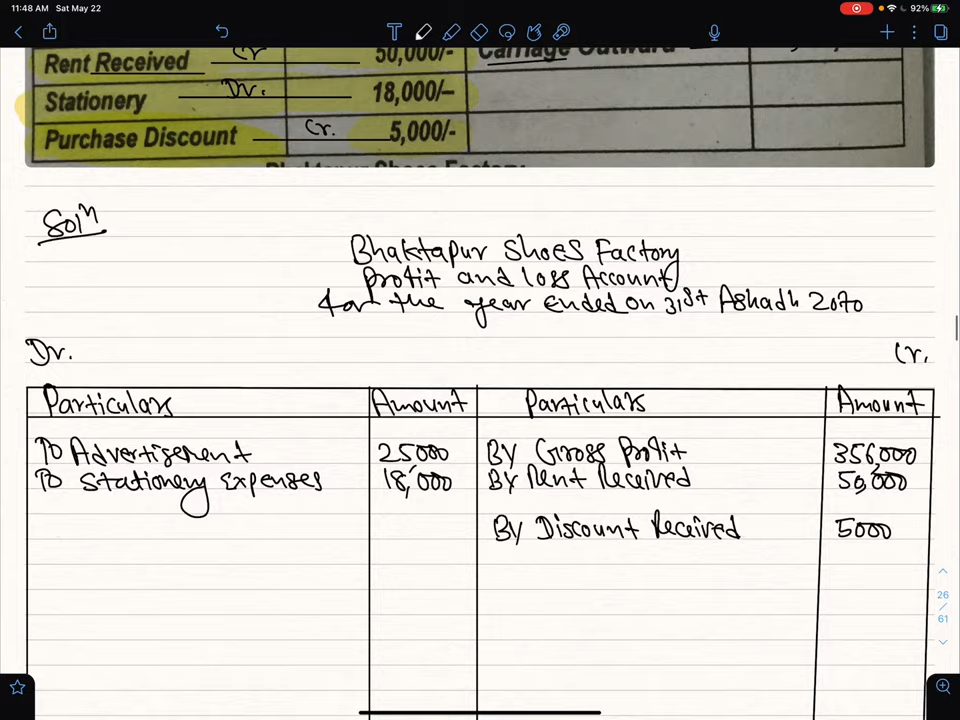 11:48 AM Sat May 22
92%
Rent Received Cr 50,000/- Carriage Outward
Stationery Dr. 18,000/-
Purchase Discount Cr. 5,000/-
Soln
Bhaktapur Shoes Factory
Profit and loss Account
for the year ended on 31st Ashadh 2070
Dr. Cr.
Particulars Amount Particulars Amount
To Advertisement 25000 By Gross Profit 356,000
To Stationery Expenses 18,000 By Rent Received 50,000
By Discount Received 5000
26
/
61